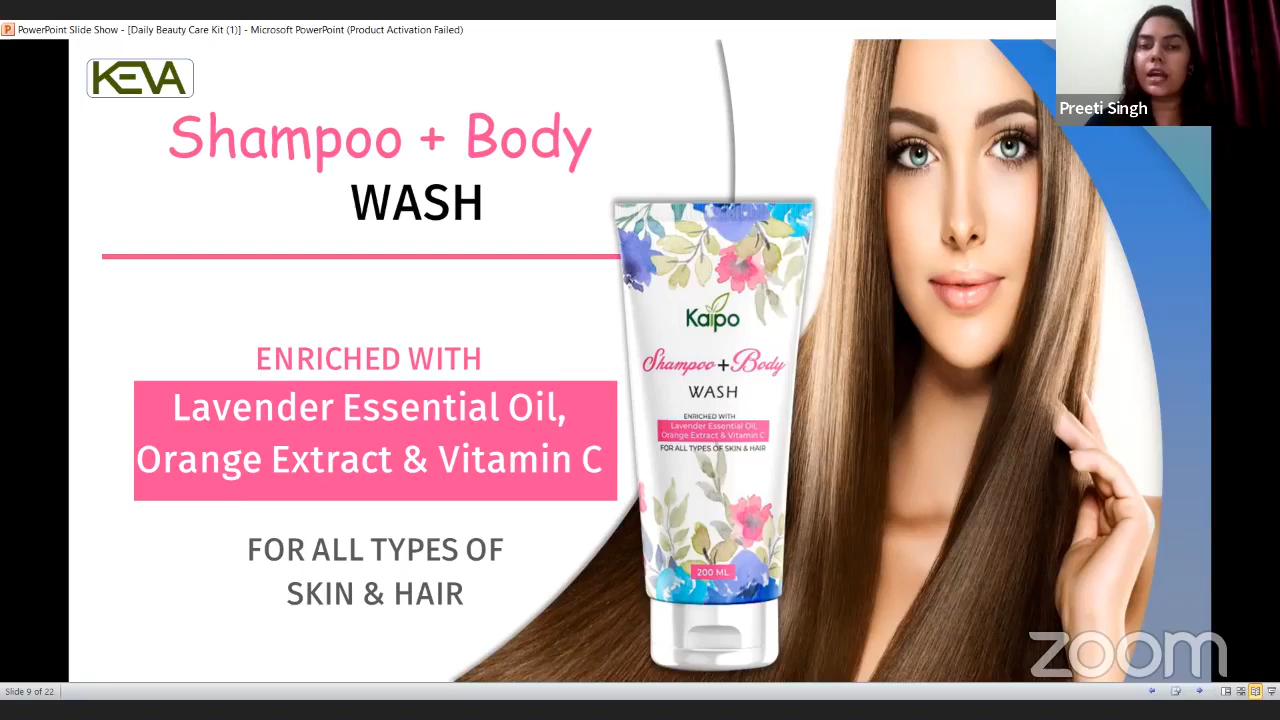 PowerPoint Slide Show - [Daily Beauty Care Kit (1)] - Microsoft PowerPoint (Product Activation Failed)
Preeti Singh
KEVA
Shampoo + Body
WASH
ENRICHED WITH
Lavender Essential Oil,
Orange Extract & Vitamin C
FOR ALL TYPES OF
SKIN & HAIR
Kaipo
Shampoo+Body
WASH
ENRICHED WITH
Lavender Essential Oil,
Orange Extract & Vitamin C
FOR ALL TYPES OF SKIN & HAIR
200 ML
zoom
Slide 9 of 22